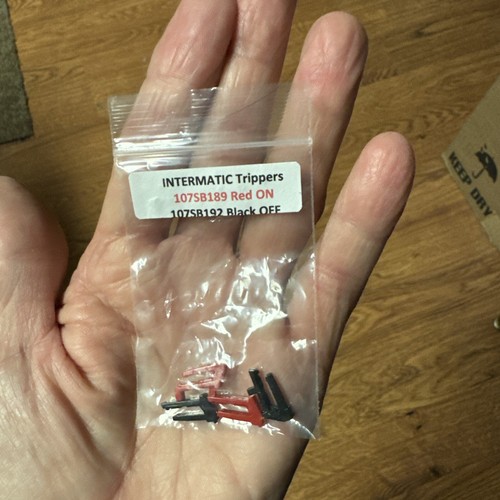 INTERMATIC Trippers
107SB189 Red ON
107SB192 Black OFF
KEEP DRY